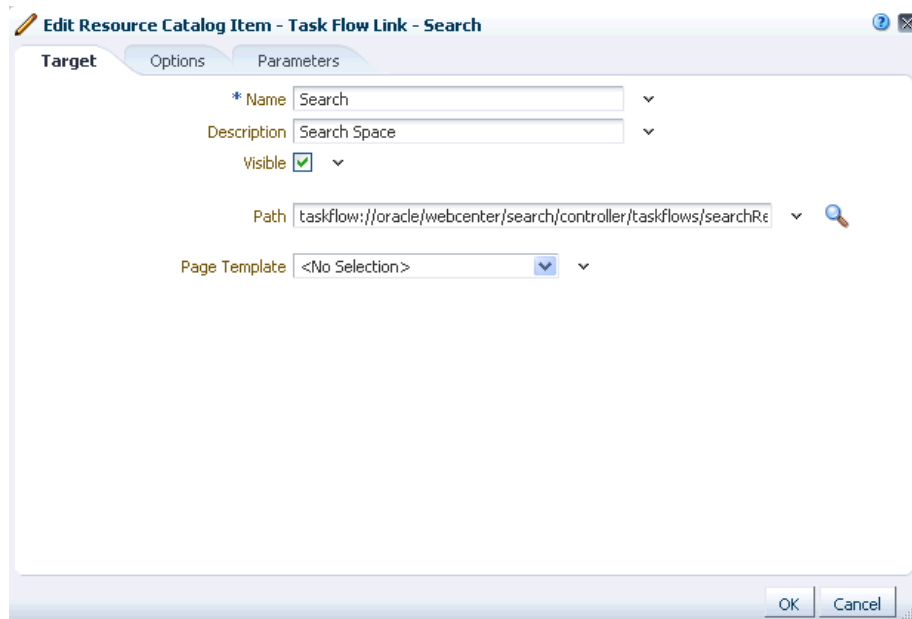 Edit Resource Catalog Item - Task Flow Link - Search
Target Options Parameters
* Name Search
Description Search Space
Visible
Path taskflow://oracle/webcenter/search/controller/taskflows/searchRe
Page Template <No Selection>
OK Cancel